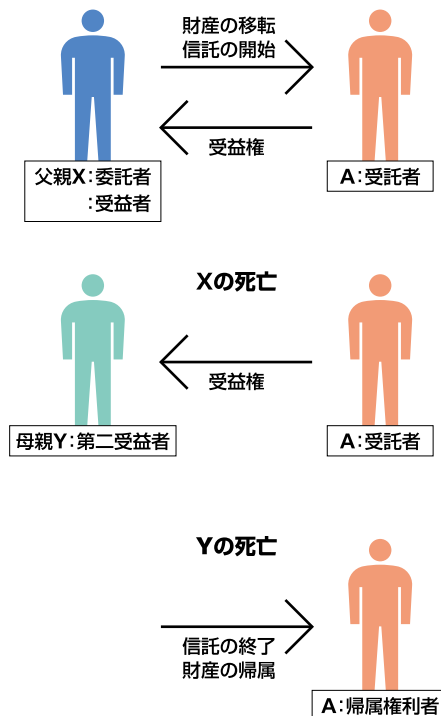 財産の移転
信託の開始
受益権
父親X：委託者
：受益者
A：受託者
Xの死亡
受益権
母親Y：第二受益者
A：受託者
Yの死亡
信託の終了
財産の帰属
A：帰属権利者